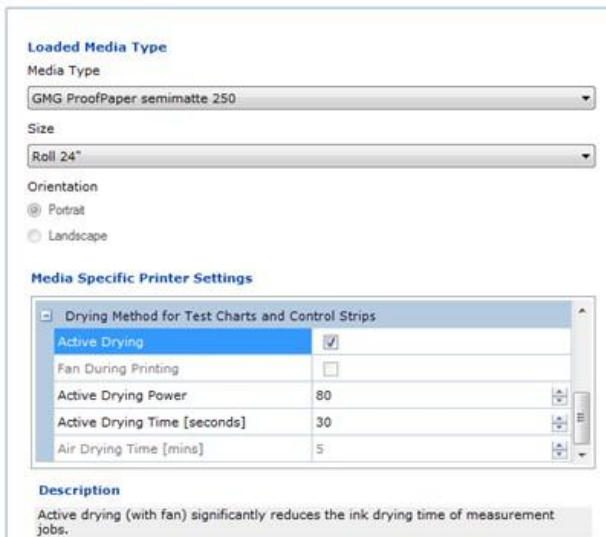 Loaded Media Type
Media Type
GMG ProofPaper semimatte 250
Size
Roll 24"
Orientation
Portrait
Landscape
Media Specific Printer Settings
Drying Method for Test Charts and Control Strips
Active Drying
Fan During Printing
Active Drying Power 80
Active Drying Time [seconds] 30
Air Drying Time [mins] 5
Description
Active drying (with fan) significantly reduces the ink drying time of measurement
jobs.